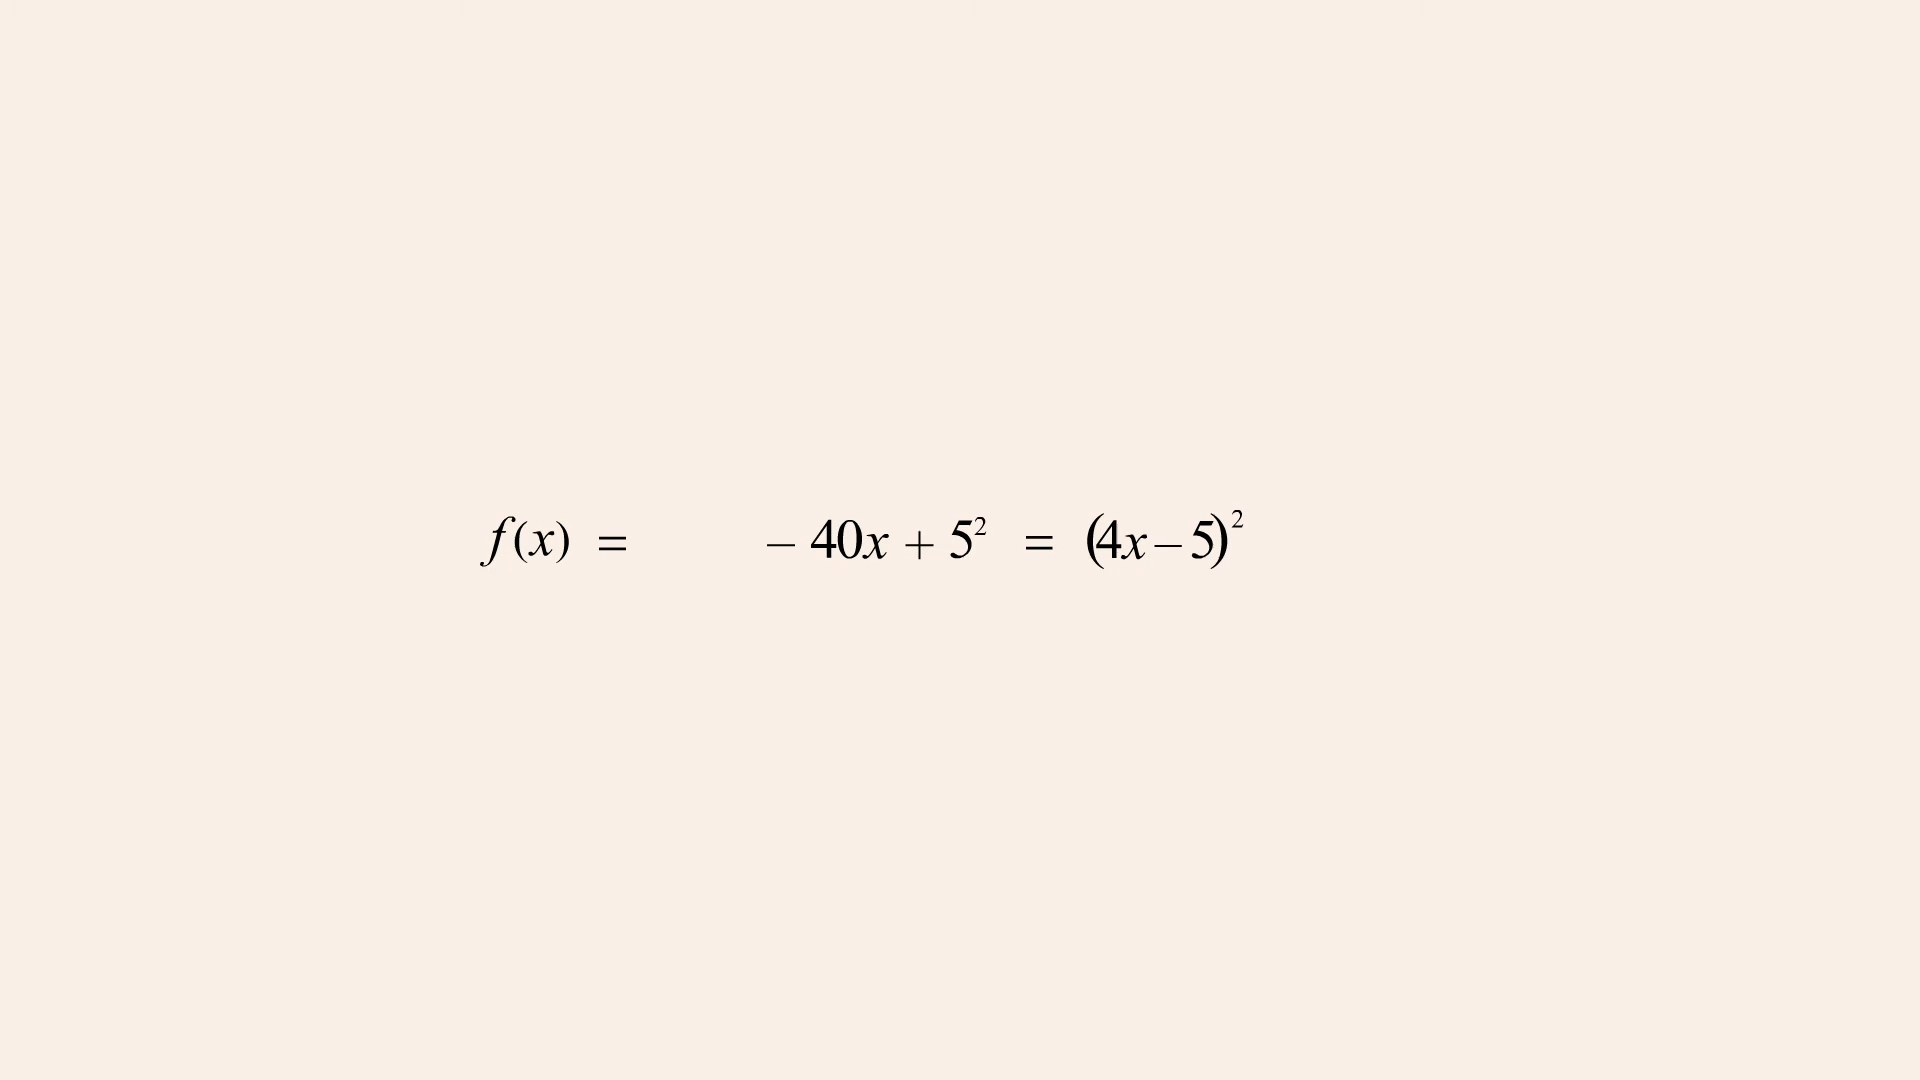 f(x) = − 40x + 5² = (4x − 5)²